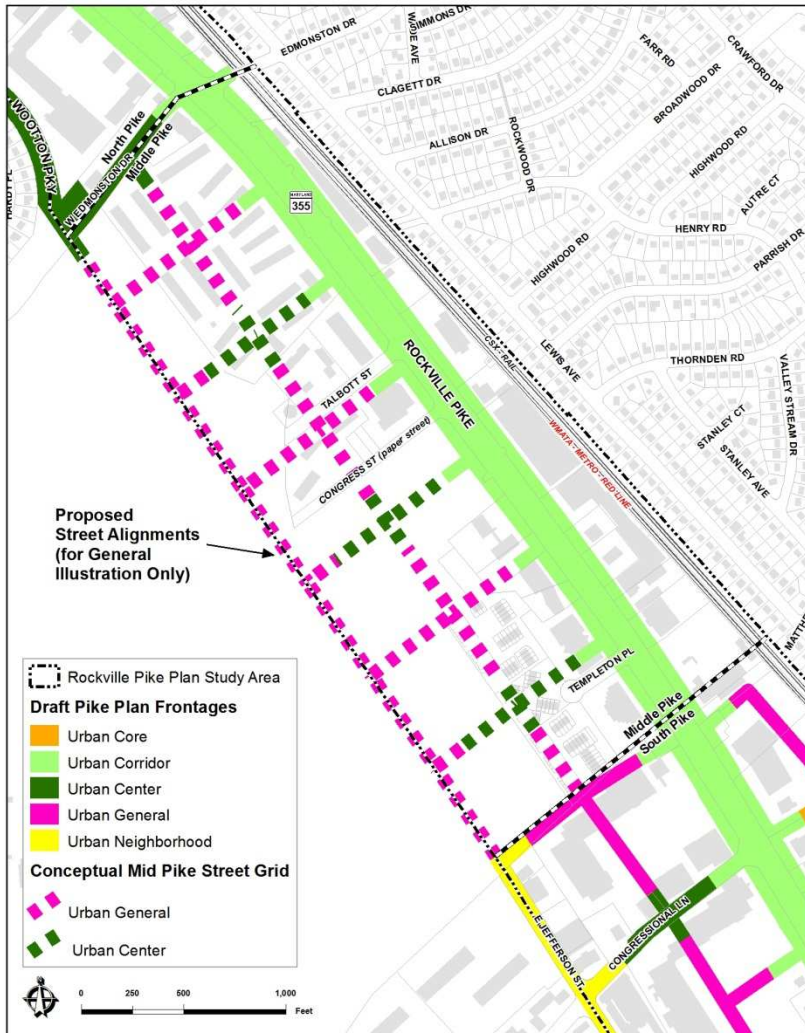 EDMONSTON DR
WADE AVE
SIMMONS DR
FARR RD
CRAWFORD DR
CLAGETT DR
BROADWOOD DR
ALLISON DR
ROCKWOOD DR
HIGHWOOD RD
AUTRE CT
WOOTTON PKY
North Pike
W EDMONSTON DR
Middle Pike
HARDY PL
MARYLAND
355
HENRY RD
PARRISH DR
HIGHWOOD RD
LEWIS AVE
CSX - RAIL
THORNDEN RD
VALLEY STREAM DR
ROCKVILLE PIKE
TALBOTT ST
STANLEY CT
STANLEY AVE
WMATA - METRO - RED LINE
CONGRESS ST (paper street)
Proposed
Street Alignments
(for General
Illustration Only)
TEMPLETON PL
Middle Pike
South Pike
E JEFFERSON ST
CONGRESSIONAL LN
Rockville Pike Plan Study Area
Draft Pike Plan Frontages
Urban Core
Urban Corridor
Urban Center
Urban General
Urban Neighborhood
Conceptual Mid Pike Street Grid
Urban General
Urban Center
0 250 500 1,000
Feet